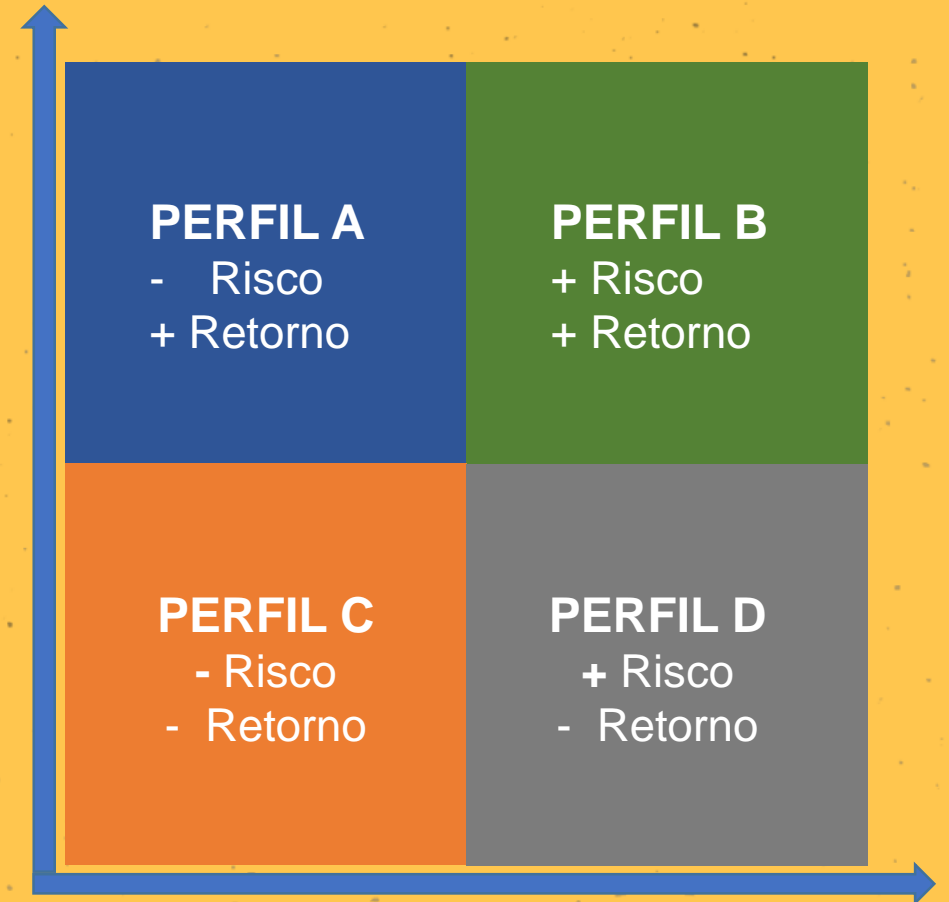 PERFIL A
- Risco
+ Retorno
PERFIL B
+ Risco
+ Retorno
PERFIL C
- Risco
- Retorno
PERFIL D
+ Risco
- Retorno